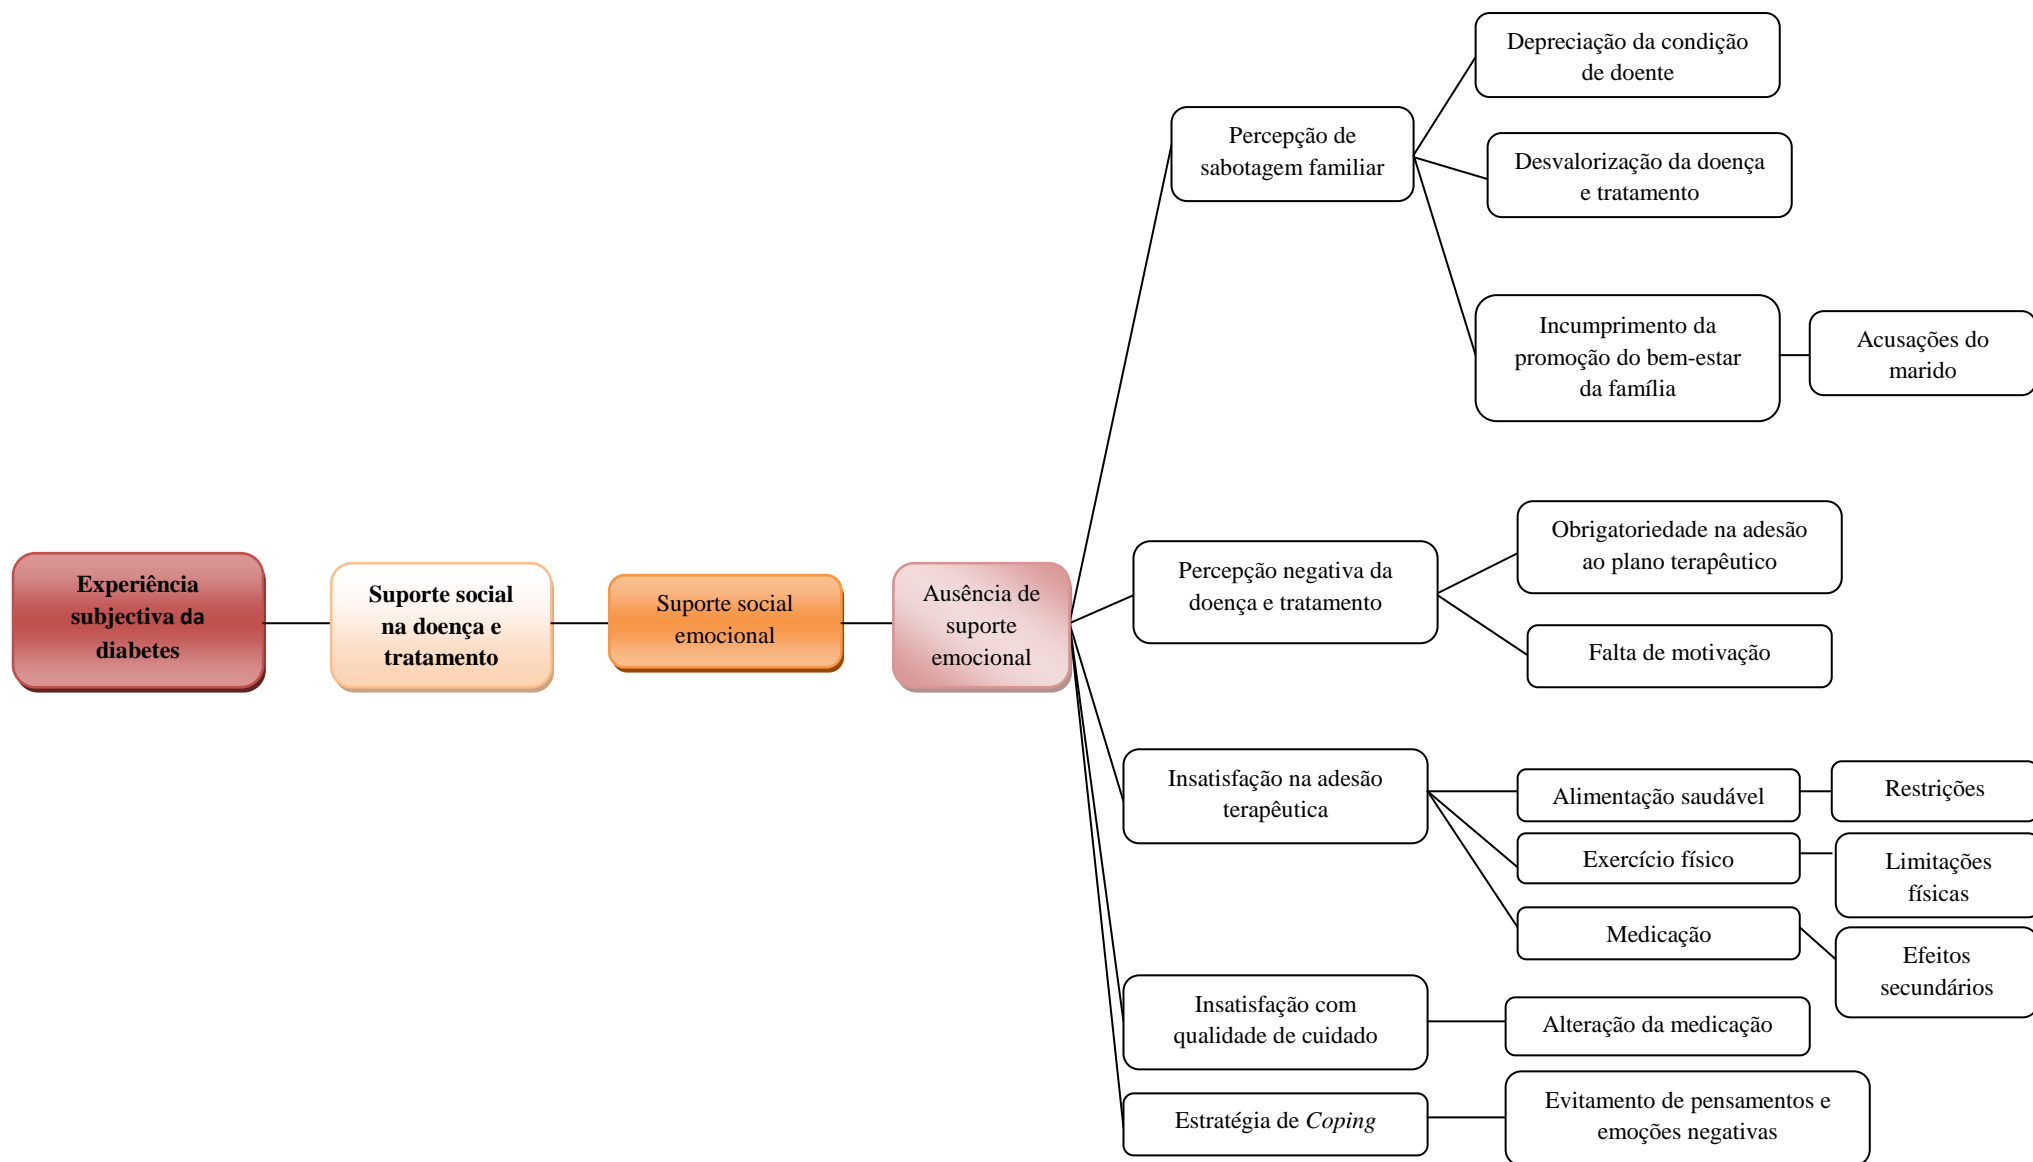 Experiência
subjectiva da
diabetes
Suporte social
na doença e
tratamento
Suporte social
emocional
Ausência de
suporte
emocional
Percepção de
sabotagem familiar
Depreciação da condição
de doente
Desvalorização da doença
e tratamento
Incumprimento da
promoção do bem-estar
da família
Acusações do
marido
Percepção negativa da
doença e tratamento
Obrigatoriedade na adesão
ao plano terapêutico
Falta de motivação
Insatisfação na adesão
terapêutica
Alimentação saudável
Restrições
Exercício físico
Limitações
físicas
Medicação
Efeitos
secundários
Insatisfação com
qualidade de cuidado
Alteração da medicação
Estratégia de Coping
Evitamento de pensamentos e
emoções negativas